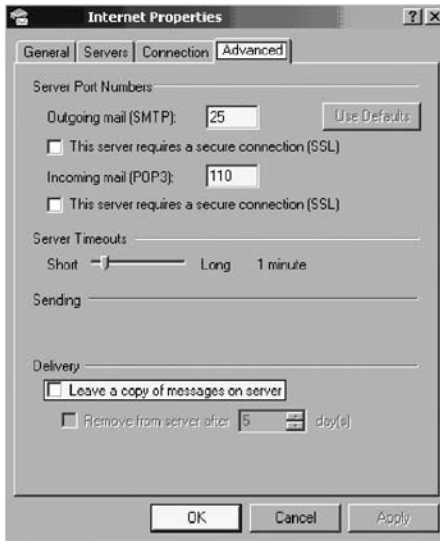 Internet Properties
General Servers Connection Advanced
Server Port Numbers
Outgoing mail (SMTP): 25 Use Defaults
This server requires a secure connection (SSL)
Incoming mail (POP3): 110
This server requires a secure connection (SSL)
Server Timeouts
Short Long 1 minute
Sending
Delivery
Leave a copy of messages on server
Remove from server after 5 day(s)
OK Cancel Apply